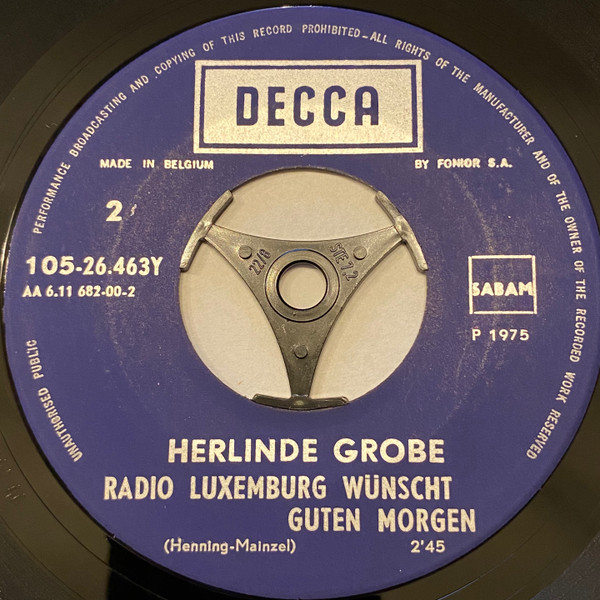 PERFORMANCE BROADCASTING AND COPYING OF THIS RECORD PROHIBITED-ALL RIGHTS OF THE MANUFACTURER AND OF THE OWNER OF THE RECORDED WORK RESERVED
UNAUTHORISED PUBLIC
DECCA
MADE IN BELGIUM
BY FONIOR S.A.
2
105-26.463Y
AA 6.11 682-00-2
22/8
SABAM
P 1975
HERLINDE GROBE
RADIO LUXEMBURG WÜNSCHT
GUTEN MORGEN
(Henning-Mainzel)
2'45